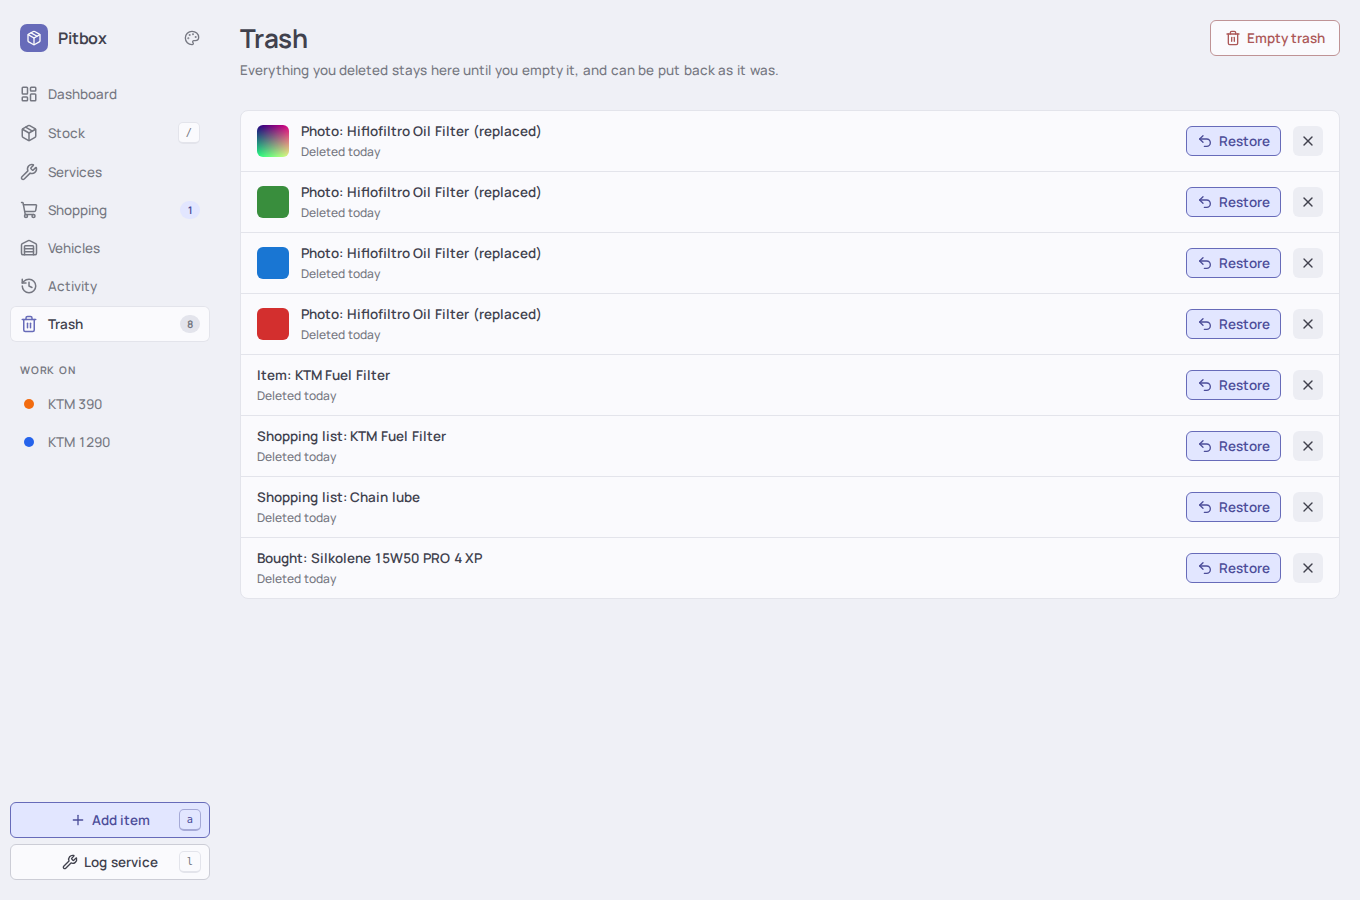 Pitbox
Dashboard
Stock /
Services
Shopping 1
Vehicles
Activity
Trash 8
WORK ON
KTM 390
KTM 1290
Add item a
Log service l
Trash
Empty trash
Everything you deleted stays here until you empty it, and can be put back as it was.
Photo: Hiflofiltro Oil Filter (replaced)
Deleted today
Restore
Photo: Hiflofiltro Oil Filter (replaced)
Deleted today
Restore
Photo: Hiflofiltro Oil Filter (replaced)
Deleted today
Restore
Photo: Hiflofiltro Oil Filter (replaced)
Deleted today
Restore
Item: KTM Fuel Filter
Deleted today
Restore
Shopping list: KTM Fuel Filter
Deleted today
Restore
Shopping list: Chain lube
Deleted today
Restore
Bought: Silkolene 15W50 PRO 4 XP
Deleted today
Restore